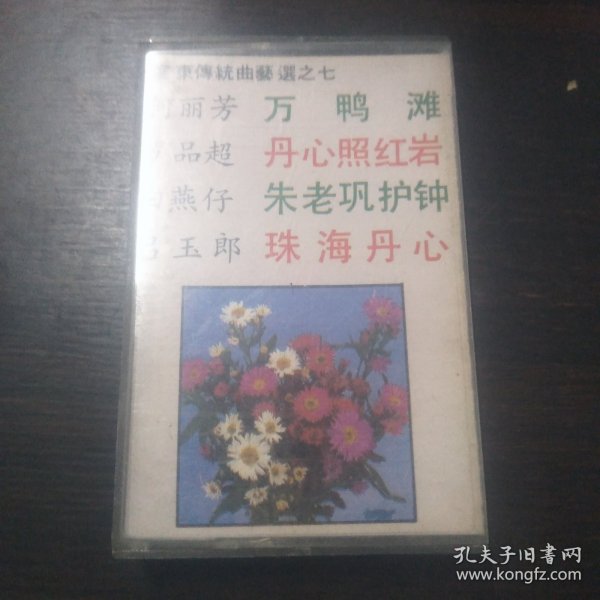 東傳統曲藝選之七
丽芳 万鸭滩
品超 丹心照红岩
燕仔 朱老巩护钟
玉郎 珠海丹心
孔夫子旧书网
www.kongfz.com